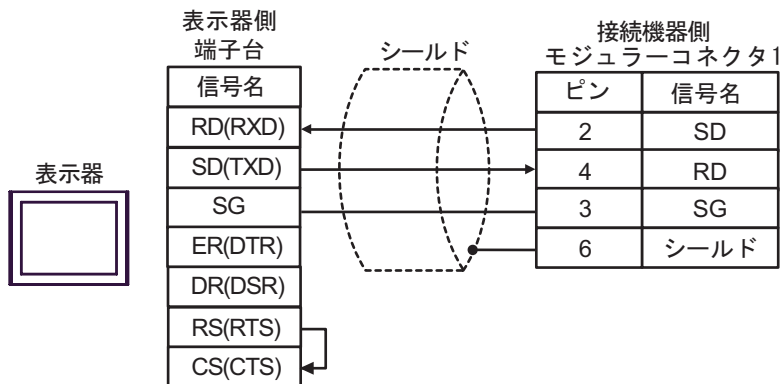 表示器側
端子台
シールド
接続機器側
モジュラーコネクタ1
信号名
ピン 信号名
RD(RXD)
2 SD
表示器
SD(TXD)
4 RD
SG
3 SG
ER(DTR)
6 シールド
DR(DSR)
RS(RTS)
CS(CTS)